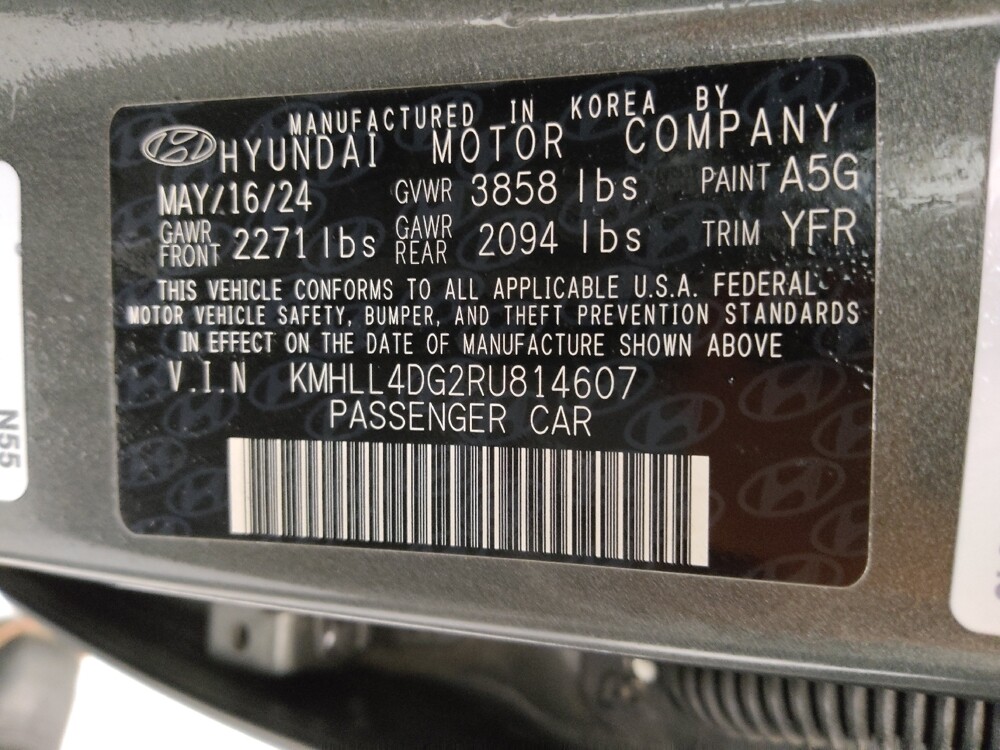 MANUFACTURED IN KOREA BY
HYUNDAI MOTOR COMPANY
MAY/16/24 GVWR 3858 lbs PAINT A5G
GAWR FRONT 2271 lbs GAWR REAR 2094 lbs TRIM YFR
THIS VEHICLE CONFORMS TO ALL APPLICABLE U.S.A. FEDERAL
MOTOR VEHICLE SAFETY, BUMPER, AND THEFT PREVENTION STANDARDS
IN EFFECT ON THE DATE OF MANUFACTURE SHOWN ABOVE
V.I.N KMHLL4DG2RU814607
PASSENGER CAR
N55